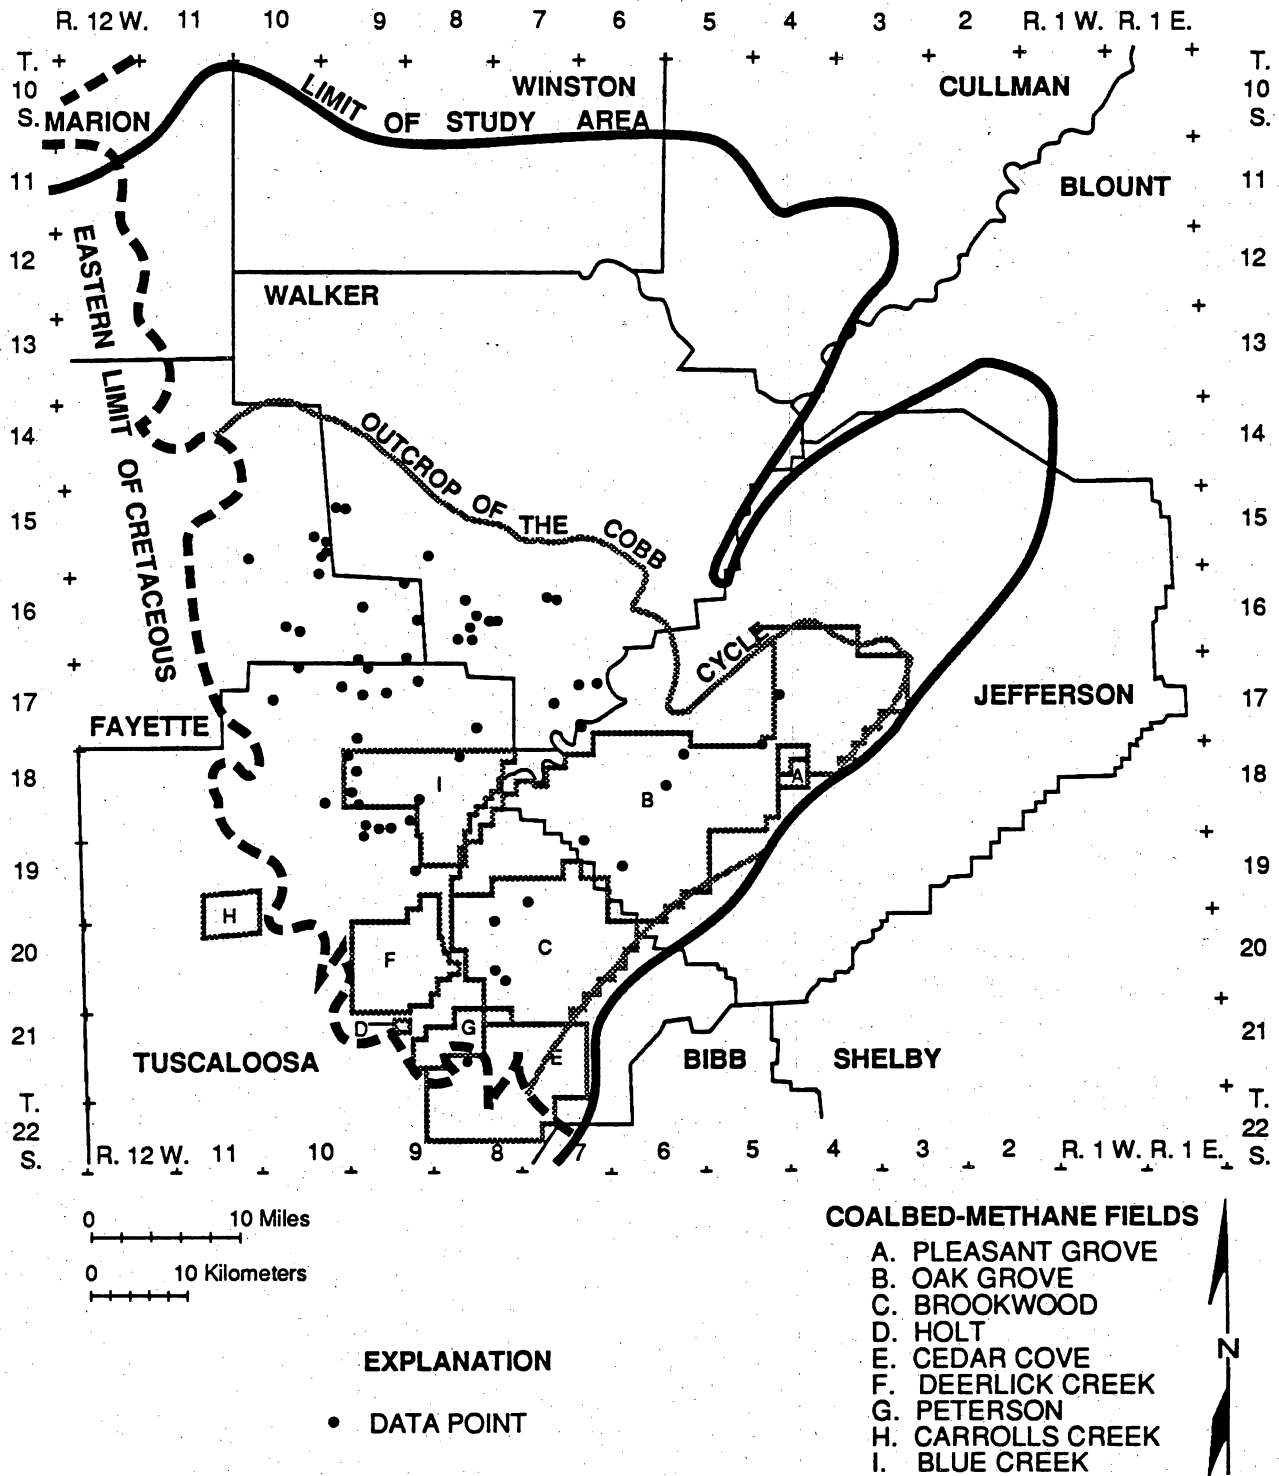 R. 12 W. 11 10 9 8 7 6 5 4 3 2 R. 1 W. R. 1 E.
T. T.
10 WINSTON CULLMAN 10
S. MARION LIMIT OF STUDY AREA S.
11 BLOUNT 11
12 12
WALKER
13 13
EASTERN LIMIT OF CRETACEOUS
14 14
OUTCROP OF THE COBB CYCLE
15 15
16 16
17 JEFFERSON 17
FAYETTE
18 I B A 18
19 19
H
20 F C 20
21 D G E 21
TUSCALOOSA BIBB SHELBY
T. T.
22 22
S. R. 12 W. 11 10 9 8 7 6 5 4 3 2 R. 1 W. R. 1 E. S.
0 10 Miles
0 10 Kilometers
COALBED-METHANE FIELDS
A. PLEASANT GROVE
B. OAK GROVE
C. BROOKWOOD
D. HOLT
E. CEDAR COVE
F. DEERLICK CREEK
G. PETERSON
H. CARROLLS CREEK
I. BLUE CREEK
N
EXPLANATION
DATA POINT